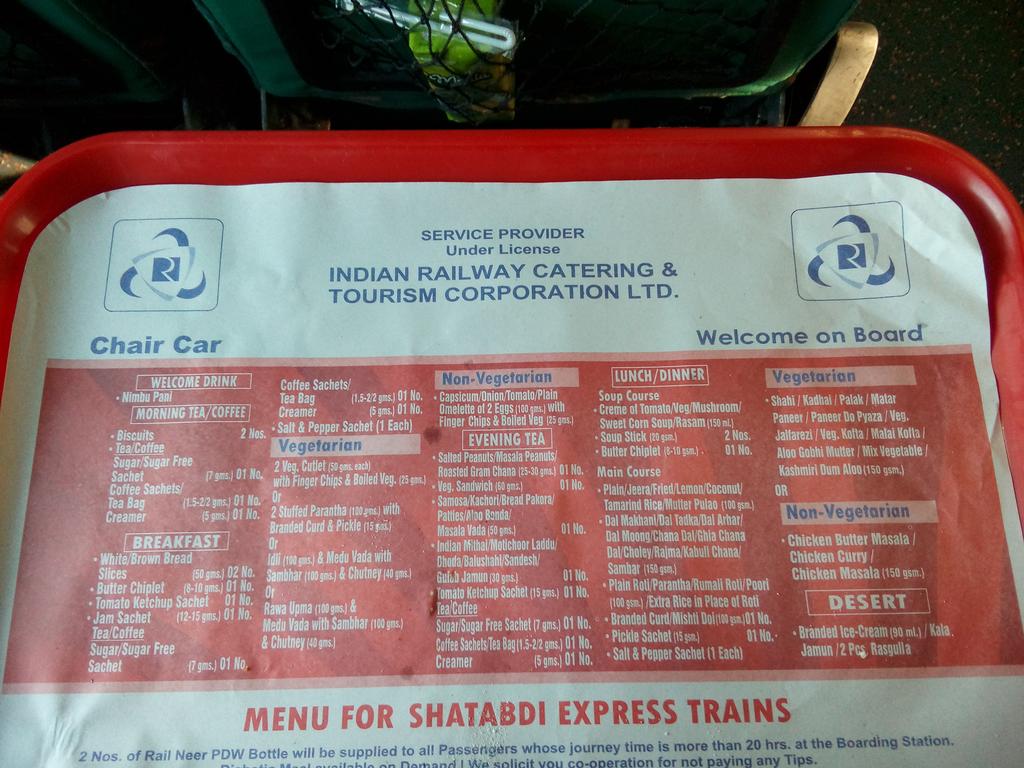 SERVICE PROVIDER
Under License
INDIAN RAILWAY CATERING &
TOURISM CORPORATION LTD.
Chair Car
Welcome on Board
WELCOME DRINK
• Nimbu Pani
MORNING TEA/COFFEE
• Biscuits 2 Nos.
• Tea/Coffee
Sugar/Sugar Free
Sachet (7 gms.) 01 No.
Coffee Sachets/
Tea Bag (1.5-2/2 gms.) 01 No.
Creamer (5 gms.) 01 No.
BREAKFAST
• White/Brown Bread
Slices (50 gms.) 02 No.
• Butter Chiplet (8-10 gms.) 01 No.
• Tomato Ketchup Sachet 01 No.
• Jam Sachet (12-15 gms.) 01 No.
Tea/Coffee
Sugar/Sugar Free
Sachet (7 gms.) 01 No.
Coffee Sachets/
Tea Bag (1.5-2/2 gms.) 01 No.
Creamer (5 gms.) 01 No.
• Salt & Pepper Sachet (1 Each)
Vegetarian
2 Veg. Cutlet (50 gms. each)
with Finger Chips & Boiled Veg. (25 gms.)
Or
2 Stuffed Parantha (100 gms.) with
Branded Curd & Pickle (15 gms.)
Or
Idli (100 gms.) & Medu Vada with
Sambhar (100 gms.) & Chutney (40 gms.)
Or
Rawa Upma (100 gms.) &
Medu Vada with Sambhar (100 gms.)
& Chutney (40 gms.)
Non-Vegetarian
• Capsicum/Onion/Tomato/Plain
Omelette of 2 Eggs (100 gms.) with
Finger Chips & Boiled Veg (25 gms.)
EVENING TEA
• Salted Peanuts/Masala Peanuts/
Roasted Gram Chana (25-30 gms.) 01 No.
• Veg. Sandwich (60 gms.) 01 No.
• Samosa/Kachori/Bread Pakora/
Patties/Aloo Bonda/
Masala Vada (50 gms.) 01 No.
• Indian Mithai/Motichoor Laddu/
Dhoda/Balushahi/Sandesh/
Gulab Jamun (30 gms.) 01 No.
Tomato Ketchup Sachet (15 gms.) 01 No.
Tea/Coffee
Sugar/Sugar Free Sachet (7 gms.) 01 No.
Coffee Sachets/Tea Bag (1.5-2/2 gms.) 01 No.
Creamer (5 gms.) 01 No.
LUNCH/DINNER
Soup Course
• Creme of Tomato/Veg/Mushroom/
Sweet Corn Soup/Rasam (150 ml.)
• Soup Stick (20 gsm.) 2 Nos.
• Butter Chiplet (8-10 gsm.) 01 No.
Main Course
• Plain/Jeera/Fried/Lemon/Coconut/
Tamarind Rice/Mutter Pulao (100 gsm.)
• Dal Makhani/Dal Tadka/Dal Arhar/
Dal Moong/Chana Dal/Ghia Chana
Dal/Choley/Rajma/Kabuli Chana/
Sambar (150 gsm.)
• Plain Roti/Parantha/Rumali Roti/Poori
(100 gsm.)/Extra Rice in Place of Roti
• Branded Curd/Mishti Doi (100 gsm.) 01 No.
• Pickle Sachet (15 gsm.) 01 No.
• Salt & Pepper Sachet (1 Each)
Vegetarian
• Shahi / Kadhai / Palak / Matar
Paneer / Paneer Do Pyaza / Veg.
Jalfarezi / Veg. Kofta / Malai Kofta /
Aloo Gobhi Mutter / Mix Vegetable /
Kashmiri Dum Aloo (150 gsm.)
OR
Non-Vegetarian
• Chicken Butter Masala /
Chicken Curry /
Chicken Masala (150 gsm.)
DESERT
• Branded Ice-Cream (90 ml.) / Kala
Jamun / 2 Pcs. Rasgulla
MENU FOR SHATABDI EXPRESS TRAINS
2 Nos. of Rail Neer PDW Bottle will be supplied to all Passengers whose journey time is more than 20 hrs. at the Boarding Station.
Diabetic Meal available on Demand ! We solicit you co-operation for not paying any Tips.